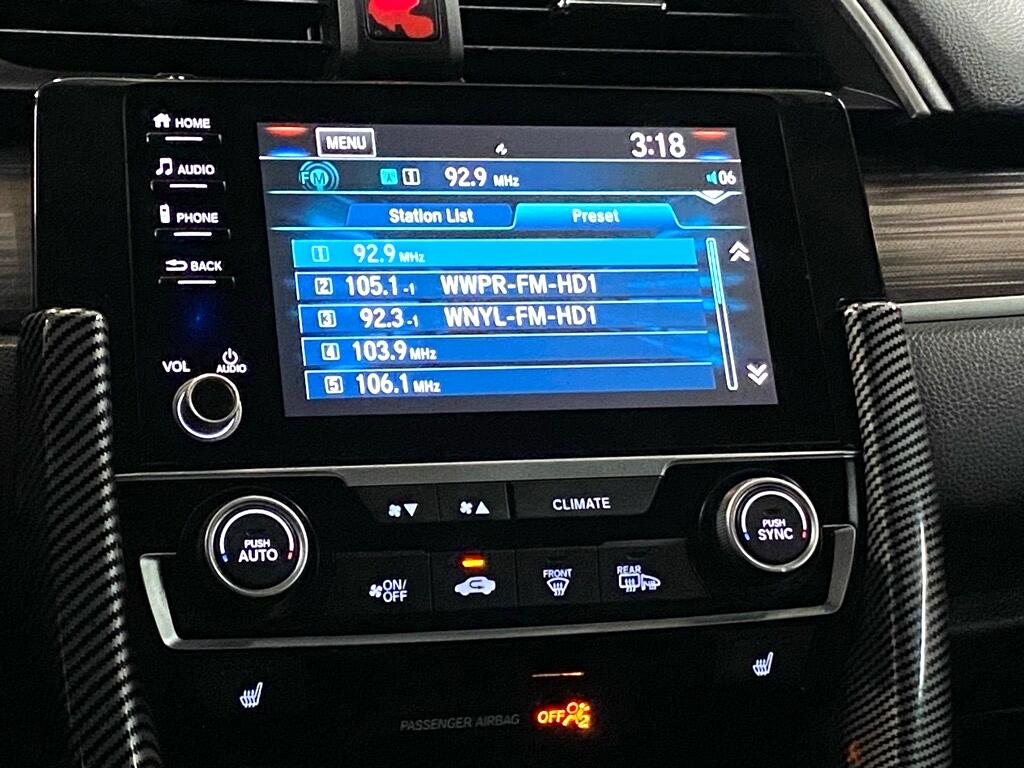 HOME
MENU
3:18
AUDIO
FM
1
92.9 MHz
06
PHONE
Station List
Preset
BACK
1 92.9 MHz
2 105.1-1 WWPR-FM-HD1
3 92.3-1 WNYL-FM-HD1
4 103.9 MHz
5 106.1 MHz
VOL
AUDIO
CLIMATE
PUSH
AUTO
PUSH
SYNC
ON/
OFF
FRONT
REAR
PASSENGER AIRBAG
OFF
2